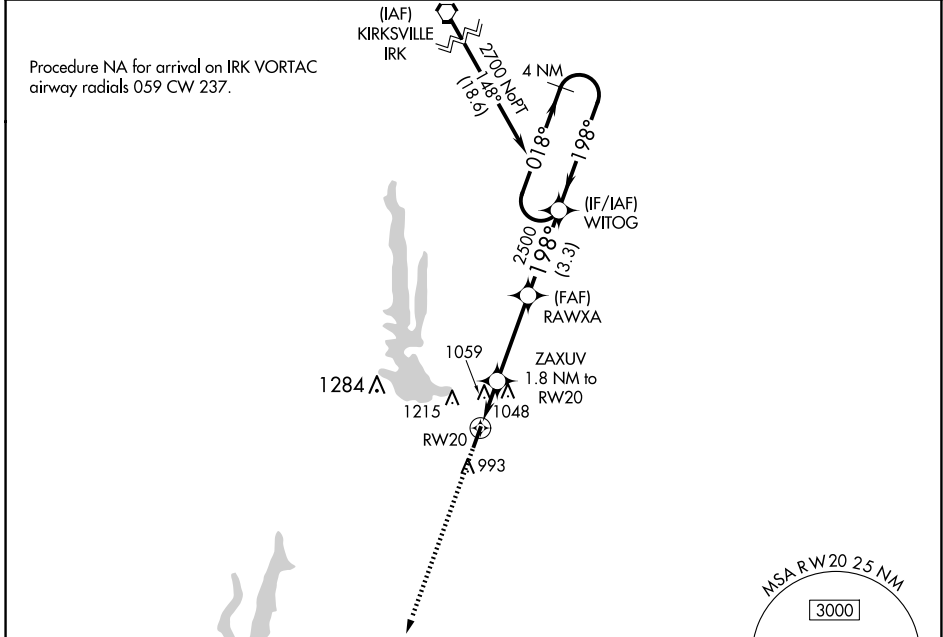 (IAF)
KIRKSVILLE
IRK
Procedure NA for arrival on IRK VORTAC
airway radials 059 CW 237.
2700 NoPT
148°
(18.6)
4 NM
018°
198°
(IF/IAF)
WITOG
2500
198°
(3.3)
(FAF)
RAWXA
1059
ZAXUV
1.8 NM to
RW20
1284
1215
1048
RW20
993
MSA RW20 25 NM
3000